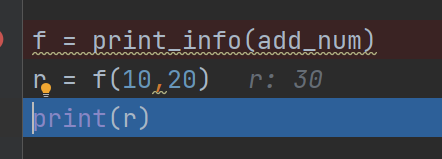 f = print_info(add_num)
r = f(10,20) r: 30
print(r)